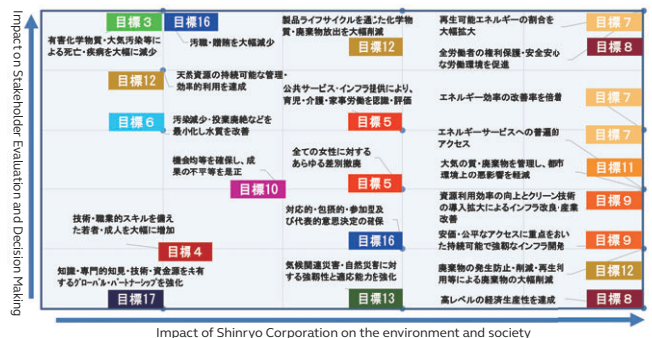 Impact on Stakeholder Evaluation and Decision Making
目標3
目標16
有害化学物質・大気汚染等に
よる死亡・疾病を大幅に減少
汚職・贈賄を大幅減少
製品ライフサイクルを通じた化学物
質・廃棄物放出を大幅削減
目標12
再生可能エネルギーの割合を
大幅拡大
目標7
全労働者の権利保護・安全安心
な労働環境を促進
目標8
目標12
天然資源の持続可能な管理・
効率的利用を達成
公共サービス・インフラ提供により、
育児・介護・家事労働を認識・評価
目標5
エネルギー効率の改善率を倍増
目標7
目標6
汚染減少・投棄廃絶などを
最小化し水質を改善
エネルギーサービスへの普遍的
アクセス
目標7
機会均等を確保し、成
果の不平等を是正
目標10
全ての女性に対する
あらゆる差別撤廃
目標5
大気の質・廃棄物を管理し、都市
環境上の悪影響を軽減
目標11
資源利用効率の向上とクリーン技術
の導入拡大によるインフラ改良・産業
改善
目標9
技術・職業的スキルを備え
た若者・成人を大幅に増加
目標4
対応的・包摂的・参加型及
び代表的意思決定の確保
目標16
安価・公平なアクセスに重点をおい
た持続可能で強靭なインフラ開発
目標9
知識・専門的知見・技術・資金源を共有
するグローバル・パートナーシップを強化
目標17
気候関連災害・自然災害に対
する強靭性と適応能力を強化
目標13
廃棄物の発生防止・削減・再生利
用等による廃棄物の大幅削減
目標12
高レベルの経済生産性を達成
目標8
Impact of Shinryo Corporation on the environment and society